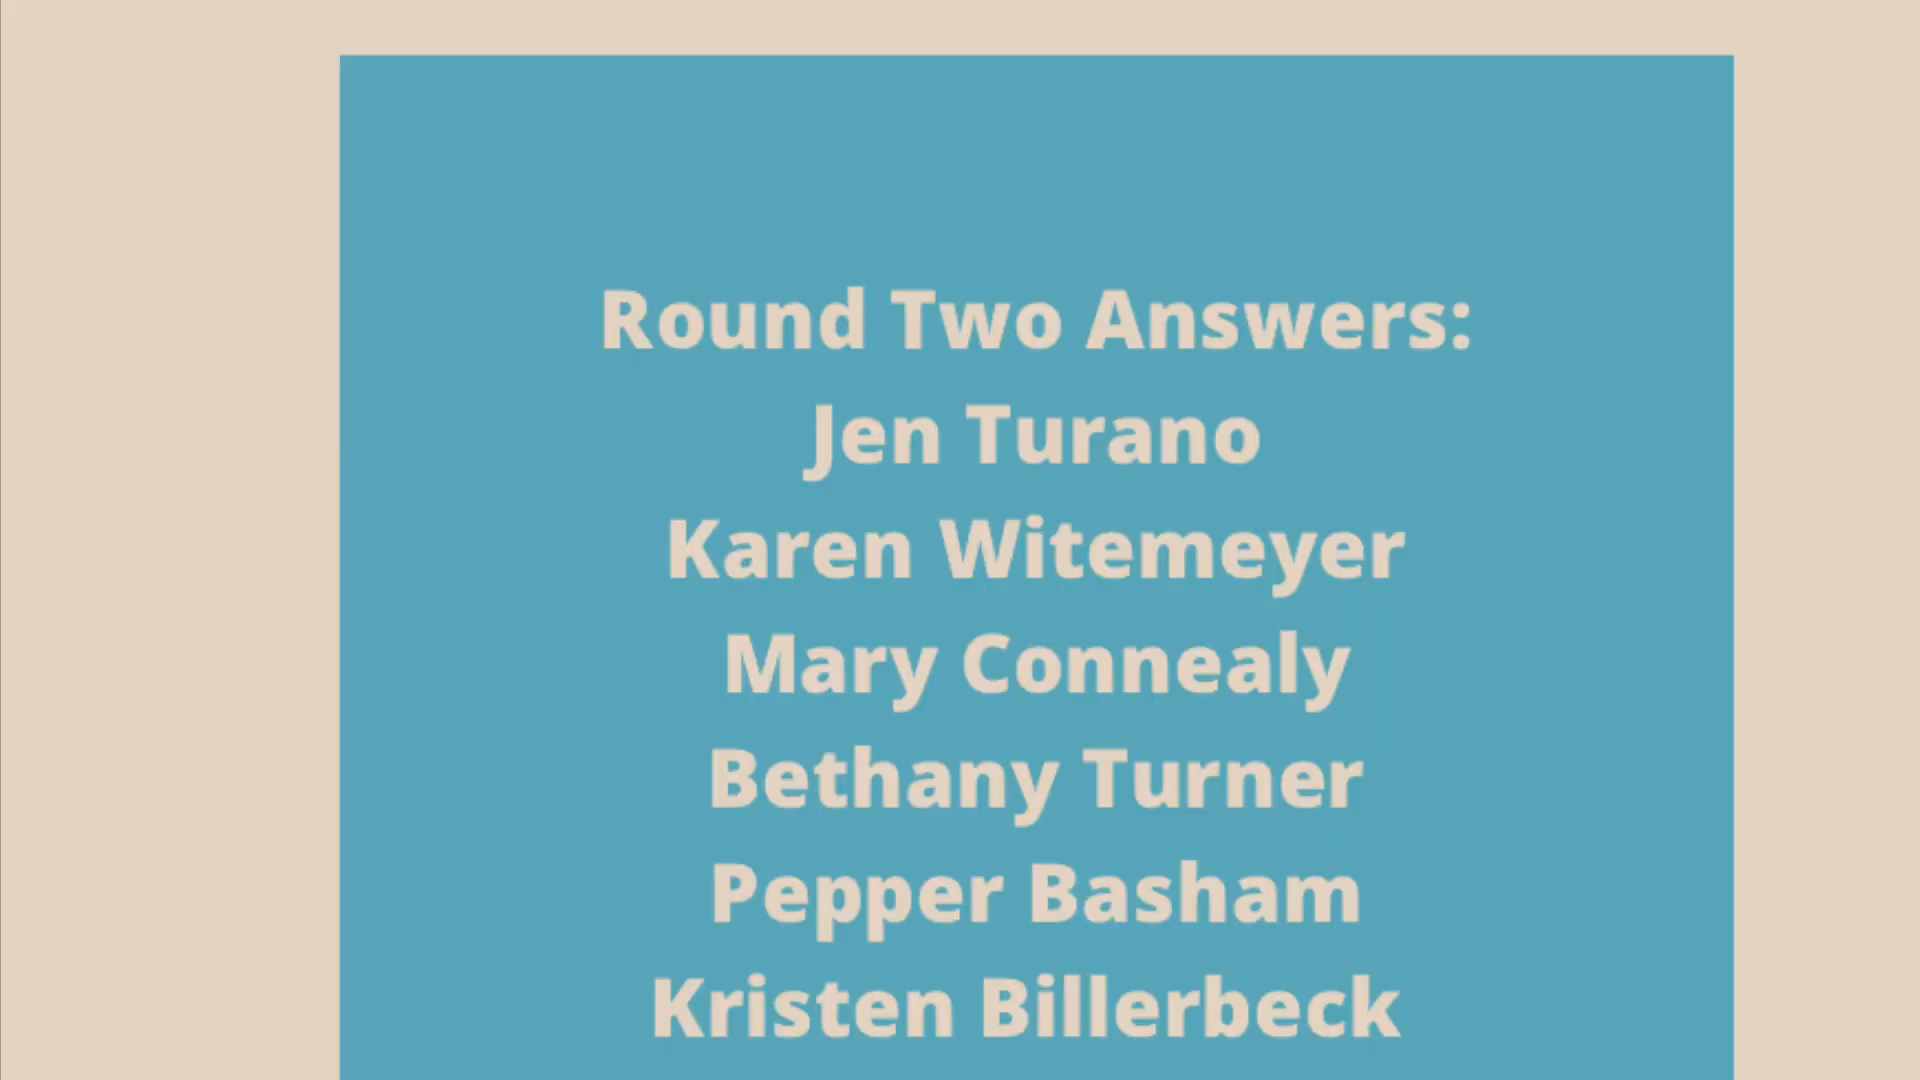 Round Two Answers:
Jen Turano
Karen Witemeyer
Mary Connealy
Bethany Turner
Pepper Basham
Kristen Billerbeck